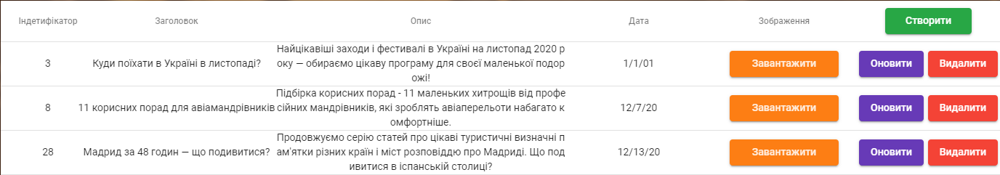 Індетифікатор Заголовок Опис Дата Зображення Створити
Найцікавіші заходи і фестивалі в Україні на листопад 2020 р
3 Куди поїхати в Україні в листопаді? оку — обираємо цікаву програму для своєї маленької подор 1/1/01 Завантажити Оновити Видалити
ожі!
Підбірка корисних порад - 11 маленьких хитрощів від профе
8 11 корисних порад для авіамандрівників сійних мандрівників, які зроблять авіаперельоти набагато к 12/7/20 Завантажити Оновити Видалити
омфортніше.
Продовжуємо серію статей про цікаві туристичні визначні п
28 Мадрид за 48 годин — що подивитися? ам'ятки різних країн і міст розповіддю про Мадриді. Що под 12/13/20 Завантажити Оновити Видалити
ивитися в іспанській столиці?